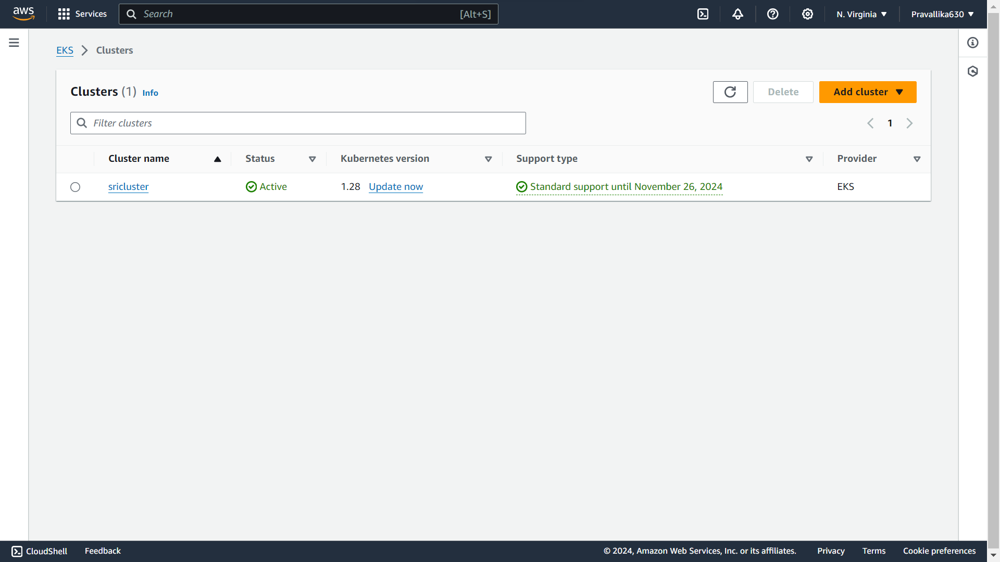 aws Services Search [Alt+S] N. Virginia Pravallika630
EKS Clusters
Clusters (1) Info Delete Add cluster
Filter clusters 1
Cluster name Status Kubernetes version Support type Provider
sricluster Active 1.28 Update now Standard support until November 26, 2024 EKS
CloudShell Feedback © 2024, Amazon Web Services, Inc. or its affiliates. Privacy Terms Cookie preferences